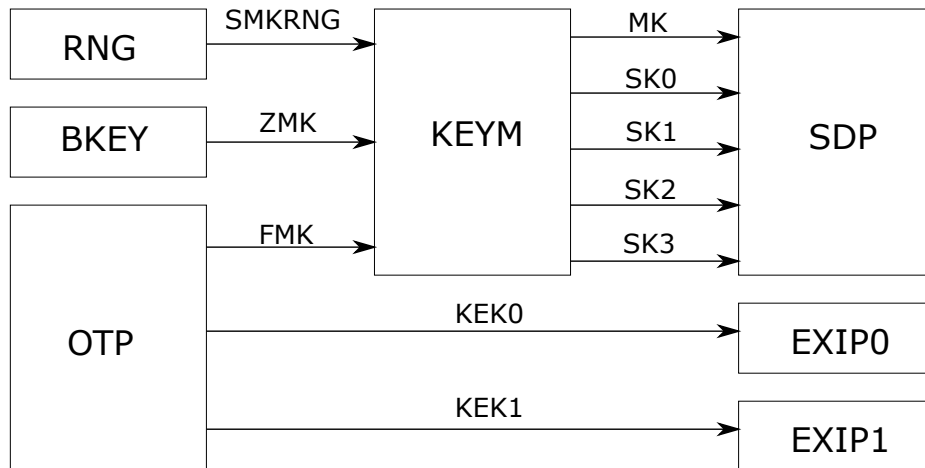 SMKRNG
MK
RNG
SK0
BKEY
ZMK
KEYM
SK1
SDP
SK2
FMK
SK3
OTP
KEK0
EXIP0
KEK1
EXIP1